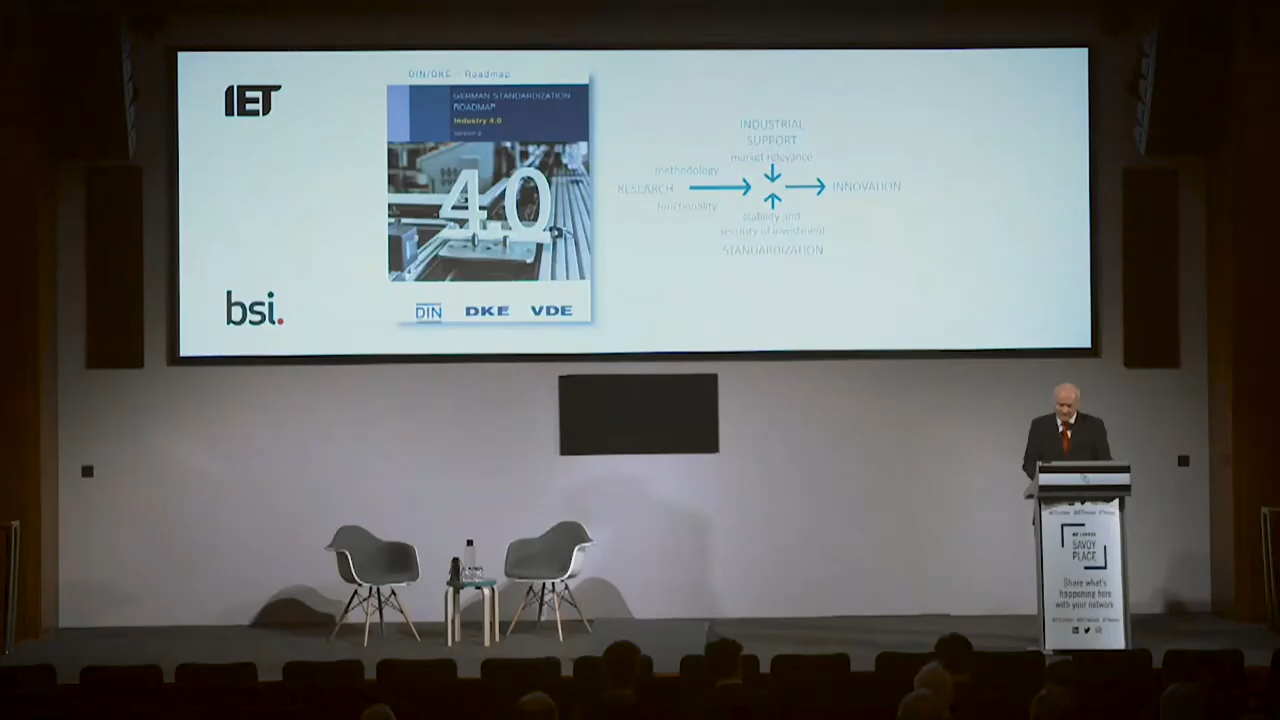 IET
DIN/DKE - Roadmap
GERMAN STANDARDIZATION
ROADMAP
Industry 4.0
Version 2
4.0
DIN DKE VDE
bsi.
INDUSTRIAL
SUPPORT
market relevance
methodology
RESEARCH
INNOVATION
functionality
stability and
security of investment
STANDARDIZATION
SAVOY
PLACE
Share what's
happening here
with your network